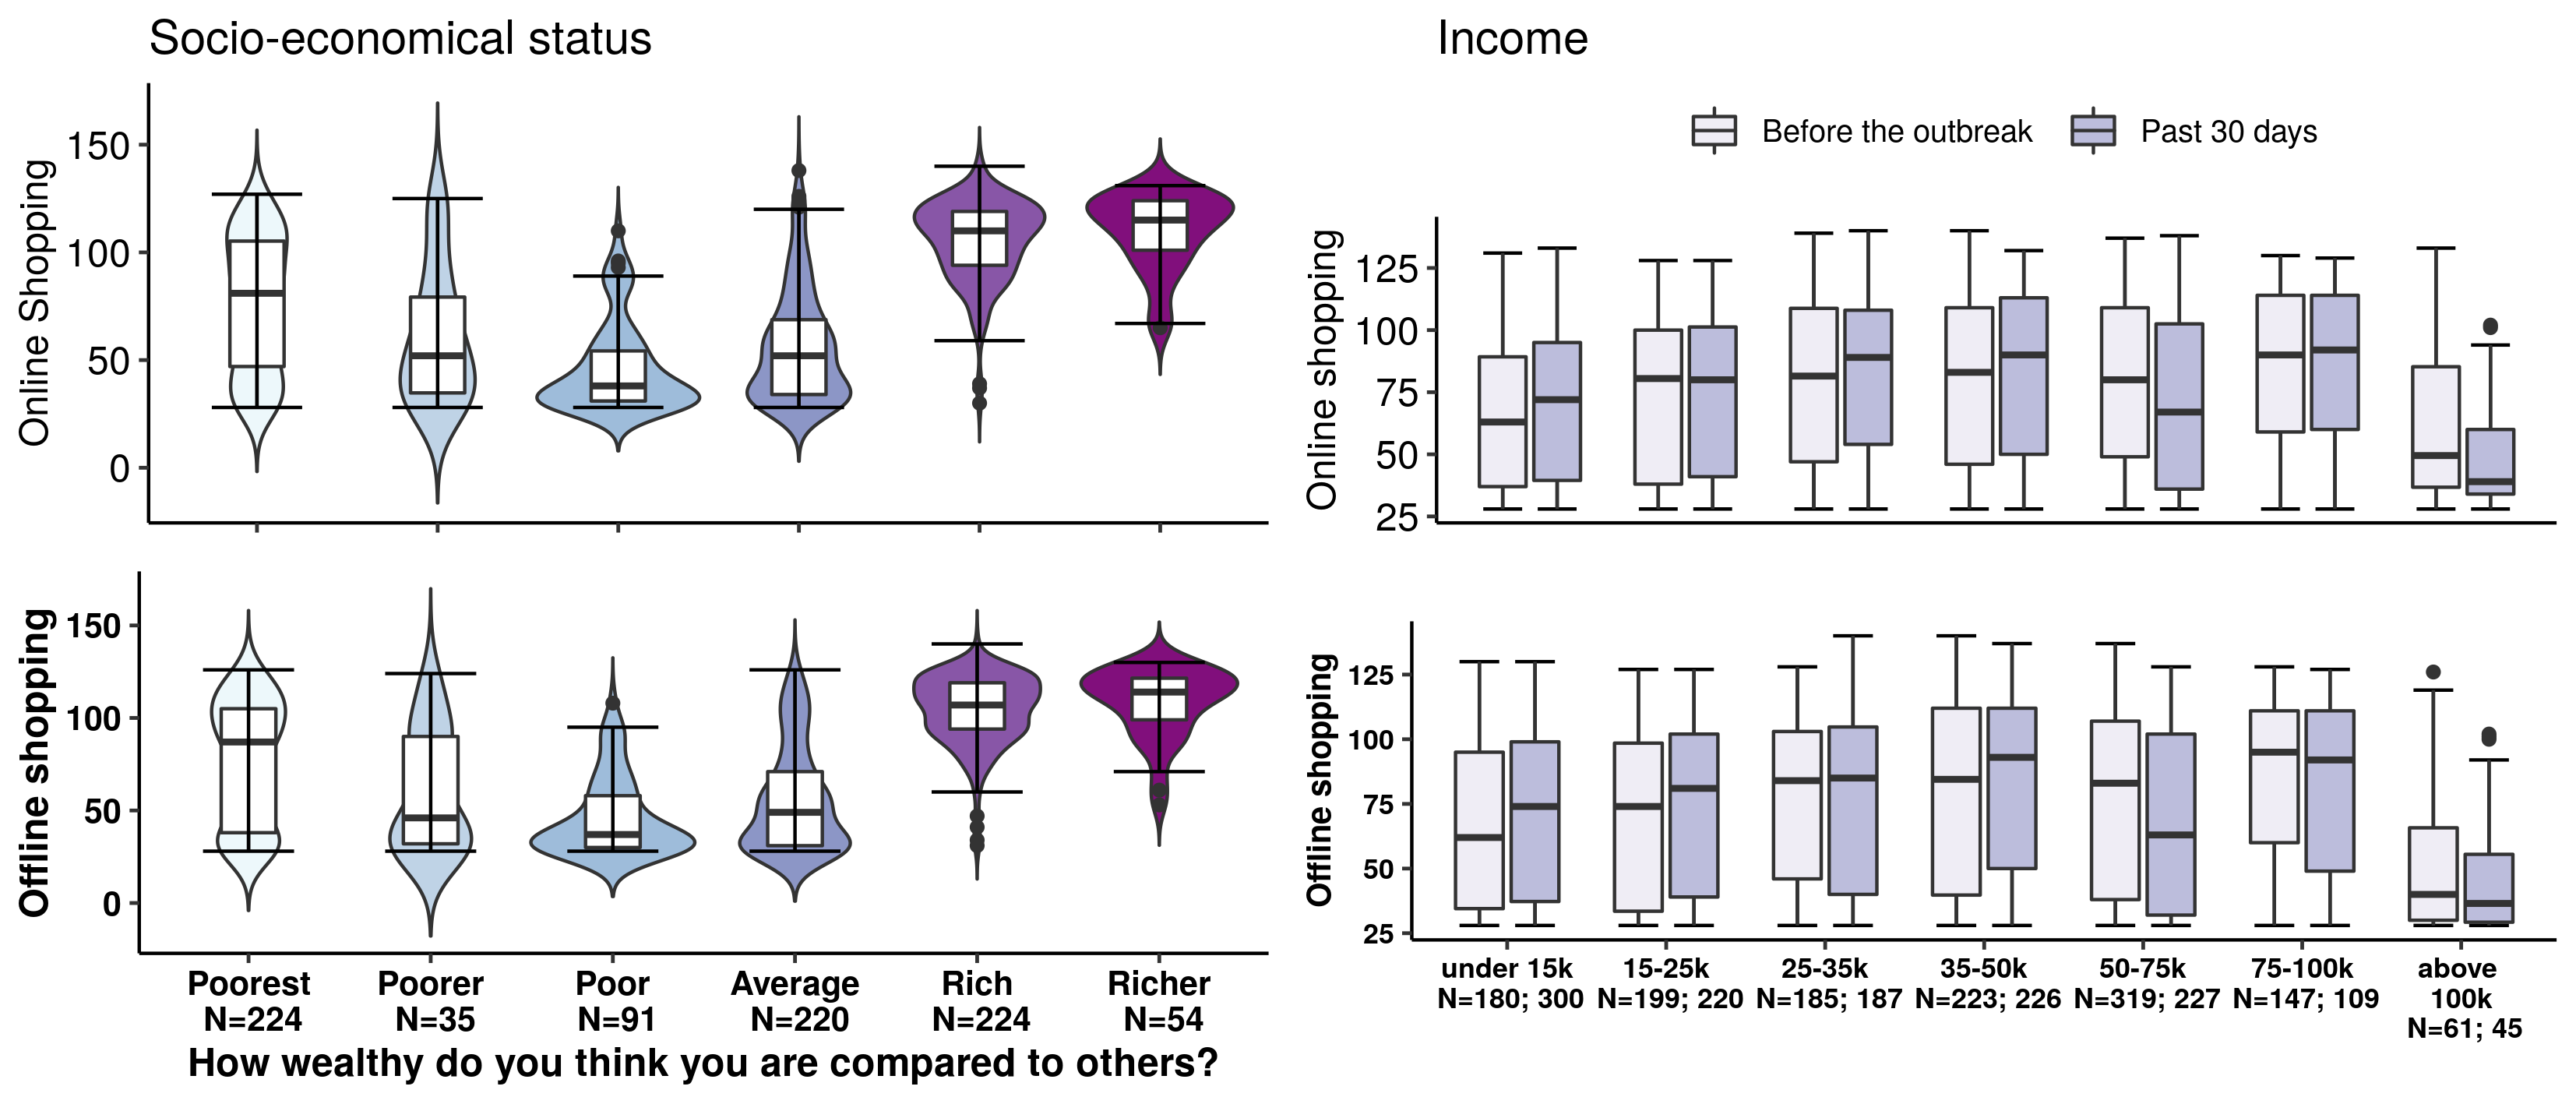 Socio-economical status
Online Shopping
150
100
50
0
Offline shopping
150
100
50
0
Poorest Poorer Poor Average Rich Richer
N=224 N=35 N=91 N=220 N=224 N=54
How wealthy do you think you are compared to others?
Income
Before the outbreak Past 30 days
Online shopping
125
100
75
50
25
Offline shopping
125
100
75
50
25
under 15k 15-25k 25-35k 35-50k 50-75k 75-100k above
N=180; 300 N=199; 220 N=185; 187 N=223; 226 N=319; 227 N=147; 109 100k
N=61; 45